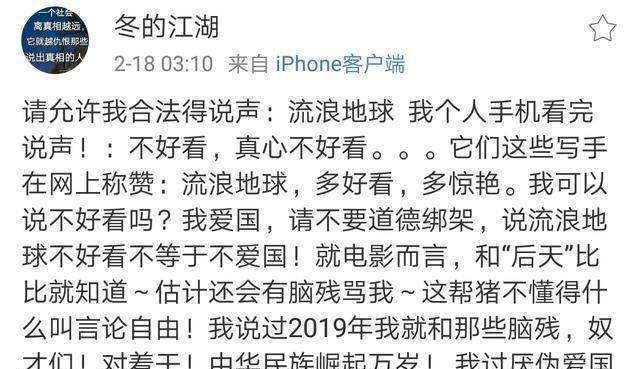 一个社会
离真相越远，
它就越仇恨那些
说出真相的人
冬的江湖
2-18 03:10 来自 iPhone客户端
请允许我合法得说声：流浪地球 我个人手机看完
说声！：不好看，真心不好看。。。它们这些写手
在网上称赞：流浪地球，多好看，多惊艳。我可以
说不好看吗？我爱国，请不要道德绑架，说流浪地
球不好看不等于不爱国！就电影而言，和“后天”比
比就知道～估计还会有脑残骂我～这帮猪不懂得什
么叫言论自由！我说过2019年我就和那些脑残，奴
才们！对着干！中华民族崛起万岁！我讨厌伪爱国